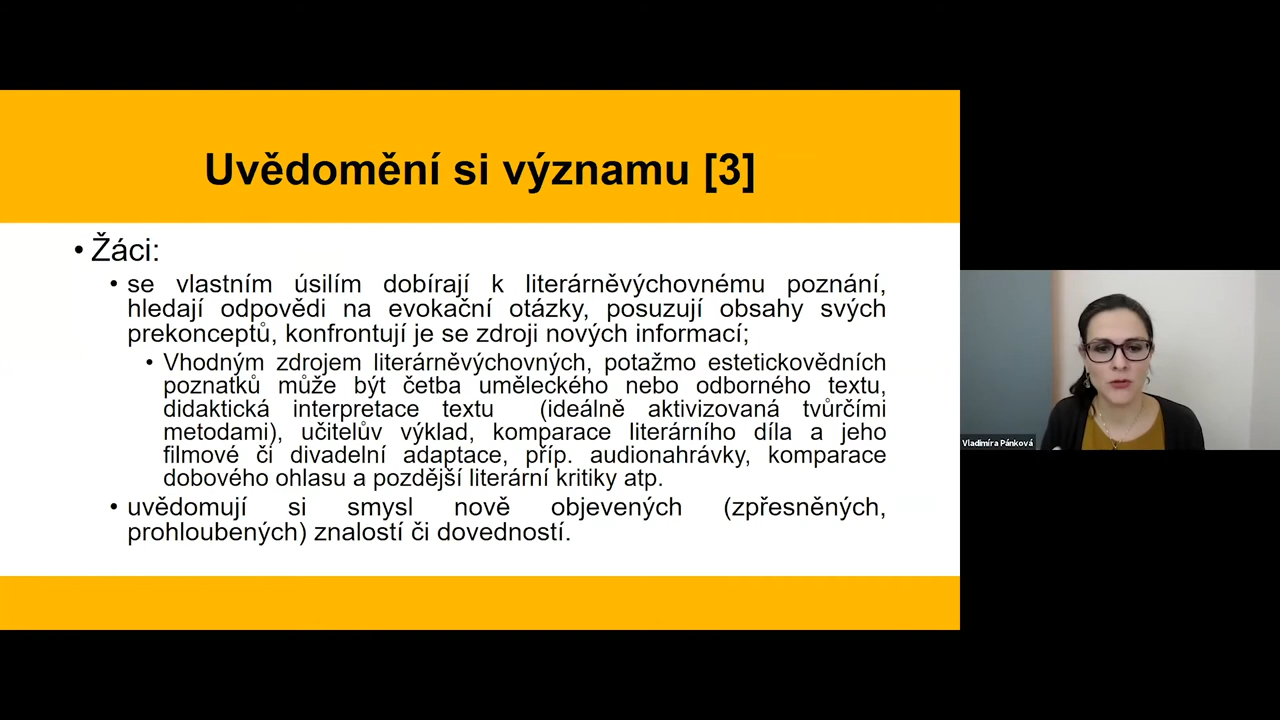 Uvědomění si významu [3]
• Žáci:
• se vlastním úsilím dobírají k literárněvýchovnému poznání,
hledají odpovědi na evokační otázky, posuzují obsahy svých
prekonceptů, konfrontují je se zdroji nových informací;
• Vhodným zdrojem literárněvýchovných, potažmo estetickovědních
poznatků může být četba uměleckého nebo odborného textu,
didaktická interpretace textu (ideálně aktivizovaná tvůrčími
metodami), učitelův výklad, komparace literárního díla a jeho
filmové či divadelní adaptace, příp. audionahrávky, komparace
dobového ohlasu a pozdější literární kritiky atp.
• uvědomují si smysl nově objevených (zpřesněných,
prohloubených) znalostí či dovedností.
Vladimíra Pánková